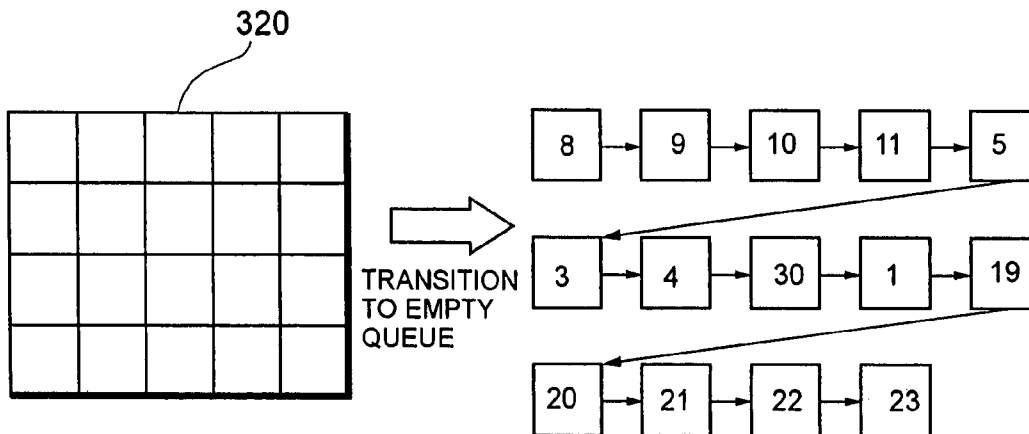 320
8 9 10 11 5
TRANSITION
TO EMPTY
QUEUE
3 4 30 1 19
20 21 22 23